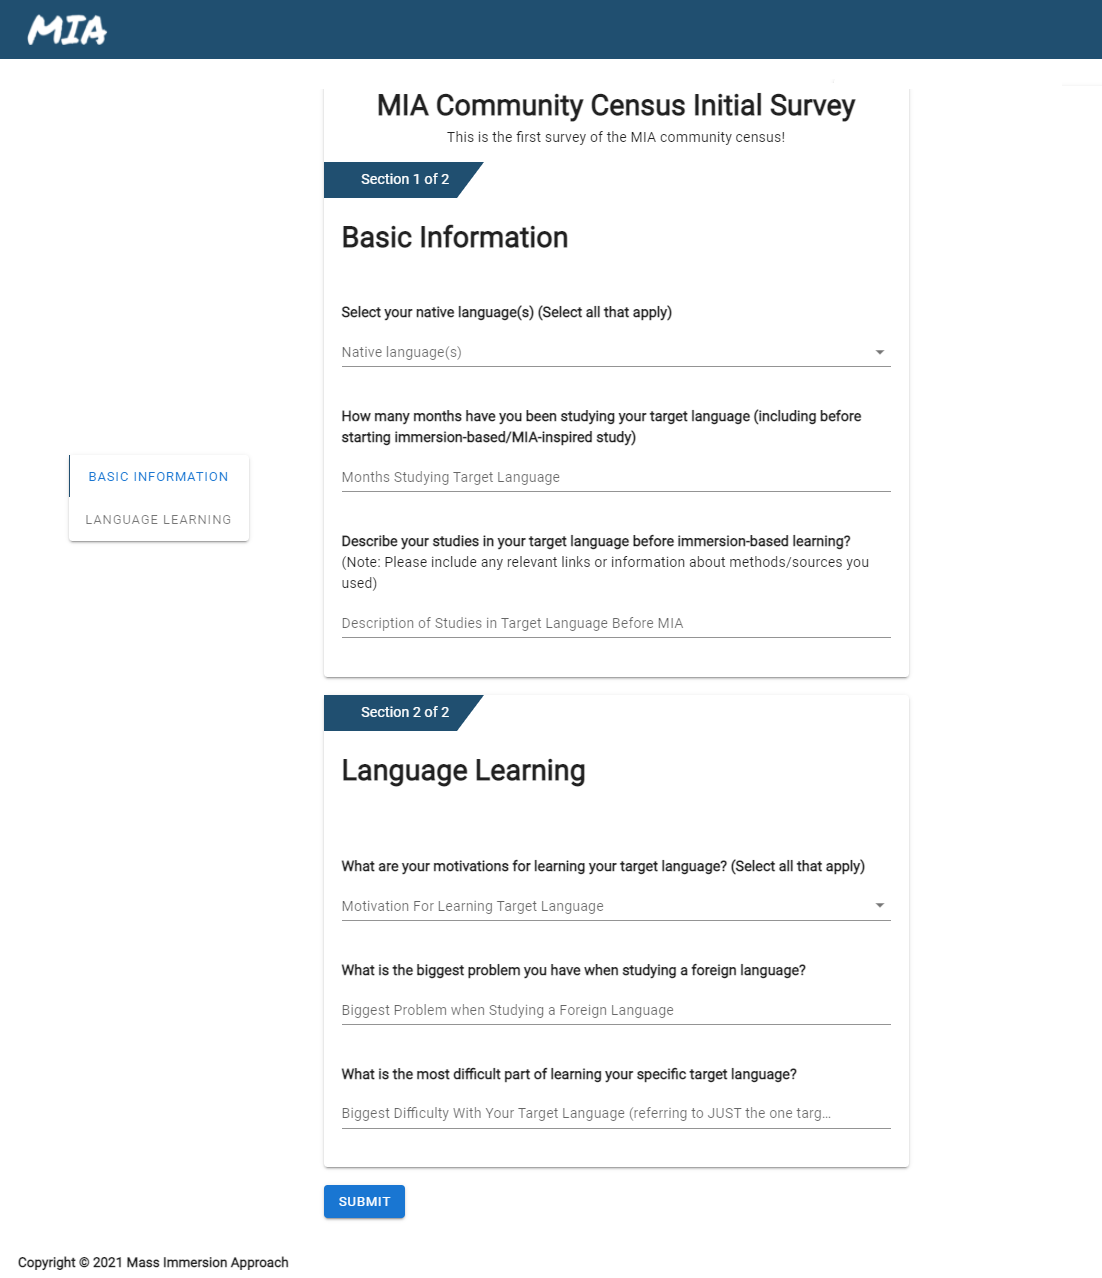 MIA
MIA Community Census Initial Survey
This is the first survey of the MIA community census!
Section 1 of 2
Basic Information
Select your native language(s) (Select all that apply)
Native language(s)
How many months have you been studying your target language (including before
starting immersion-based/MIA-inspired study)
Months Studying Target Language
BASIC INFORMATION
LANGUAGE LEARNING
Describe your studies in your target language before immersion-based learning?
(Note: Please include any relevant links or information about methods/sources you
used)
Description of Studies in Target Language Before MIA
Section 2 of 2
Language Learning
What are your motivations for learning your target language? (Select all that apply)
Motivation For Learning Target Language
What is the biggest problem you have when studying a foreign language?
Biggest Problem when Studying a Foreign Language
What is the most difficult part of learning your specific target language?
Biggest Difficulty With Your Target Language (referring to JUST the one targ...
SUBMIT
Copyright © 2021 Mass Immersion Approach